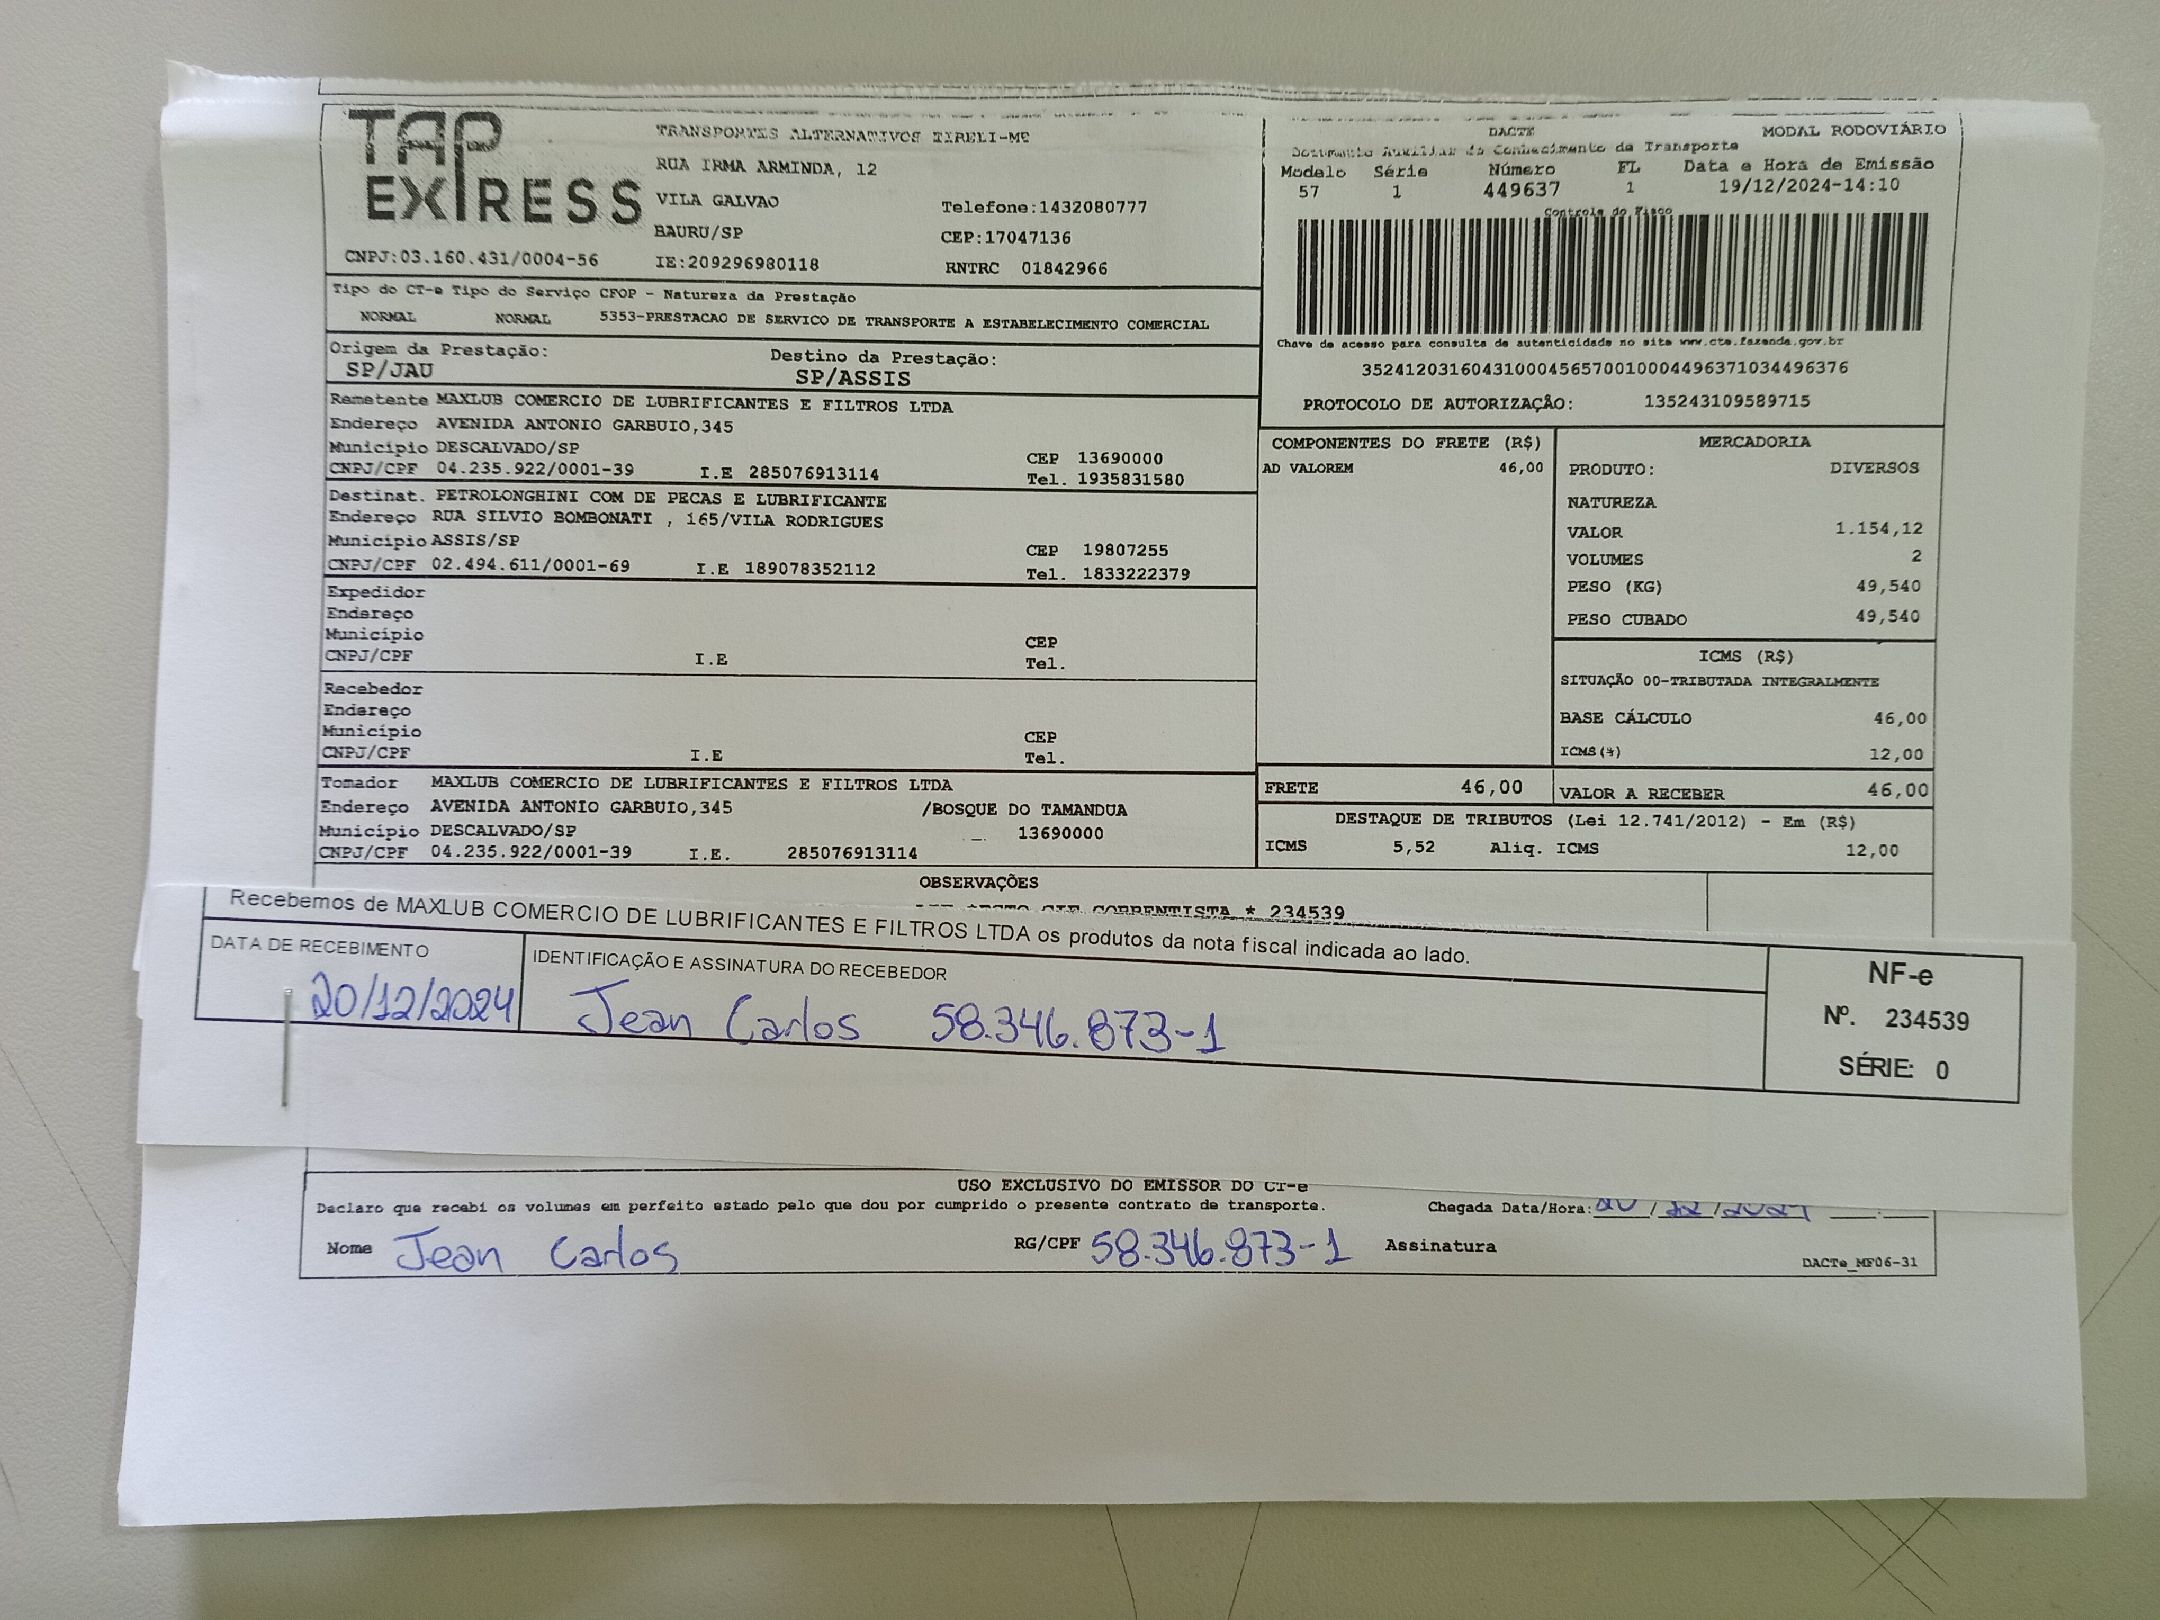 TAP EXPRESS
TRANSPORTES ALTERNATIVOS EIRELI-ME
RUA IRMA ARMINDA, 12
VILA GALVAO Telefone:1432080777
BAURU/SP CEP:17047136
CNPJ:03.160.431/0004-56 IE:209296980118 RNTRC 01842966
DACTE MODAL RODOVIÁRIO
Documento Auxiliar de Conhecimento de Transporte
Modelo Série Número FL Data e Hora de Emissão
57 1 449637 1 19/12/2024-14:10
Controle do Fisco
Chave de acesso para consulta de autenticidade no site www.cte.fazenda.gov.br
35241203160431000456570010004496371034496376
PROTOCOLO DE AUTORIZAÇÃO: 135243109589715
Tipo do CT-e Tipo do Serviço CFOP - Natureza da Prestação
NORMAL NORMAL 5353-PRESTACAO DE SERVICO DE TRANSPORTE A ESTABELECIMENTO COMERCIAL
Origem da Prestação: Destino da Prestação:
SP/JAU SP/ASSIS
Remetente MAXLUB COMERCIO DE LUBRIFICANTES E FILTROS LTDA
Endereço AVENIDA ANTONIO GARBUIO,345
Município DESCALVADO/SP CEP 13690000
CNPJ/CPF 04.235.922/0001-39 I.E 285076913114 Tel. 1935831580
Destinat. PETROLONGHINI COM DE PECAS E LUBRIFICANTE
Endereço RUA SILVIO BOMBONATI , 165/VILA RODRIGUES
Município ASSIS/SP CEP 19807255
CNPJ/CPF 02.494.611/0001-69 I.E 189078352112 Tel. 1833222379
Expedidor
Endereço
Município CEP
CNPJ/CPF I.E Tel.
Recebedor
Endereço
Município CEP
CNPJ/CPF I.E Tel.
Tomador MAXLUB COMERCIO DE LUBRIFICANTES E FILTROS LTDA
Endereço AVENIDA ANTONIO GARBUIO,345 /BOSQUE DO TAMANDUA
Município DESCALVADO/SP 13690000
CNPJ/CPF 04.235.922/0001-39 I.E. 285076913114
COMPONENTES DO FRETE (R$)
AD VALOREM 46,00
MERCADORIA
PRODUTO: DIVERSOS
NATUREZA
VALOR 1.154,12
VOLUMES 2
PESO (KG) 49,540
PESO CUBADO 49,540
ICMS (R$)
SITUAÇÃO 00-TRIBUTADA INTEGRALMENTE
BASE CÁLCULO 46,00
ICMS(%) 12,00
FRETE 46,00 VALOR A RECEBER 46,00
DESTAQUE DE TRIBUTOS (Lei 12.741/2012) - Em (R$)
ICMS 5,52 Aliq. ICMS 12,00
OBSERVAÇÕES
CORRENTISTA * 234539
Recebemos de MAXLUB COMERCIO DE LUBRIFICANTES E FILTROS LTDA os produtos da nota fiscal indicada ao lado.
DATA DE RECEBIMENTO IDENTIFICAÇÃO E ASSINATURA DO RECEBEDOR
20/12/2024 Jean Carlos 58.346.873-1
NF-e
Nº. 234539
SÉRIE: 0
USO EXCLUSIVO DO EMISSOR DO CT-e
Declaro que recebi os volumes em perfeito estado pelo que dou por cumprido o presente contrato de transporte. Chegada Data/Hora: 20/12/2024
Nome Jean Carlos RG/CPF 58.346.873-1 Assinatura
DACTe_MF06-31